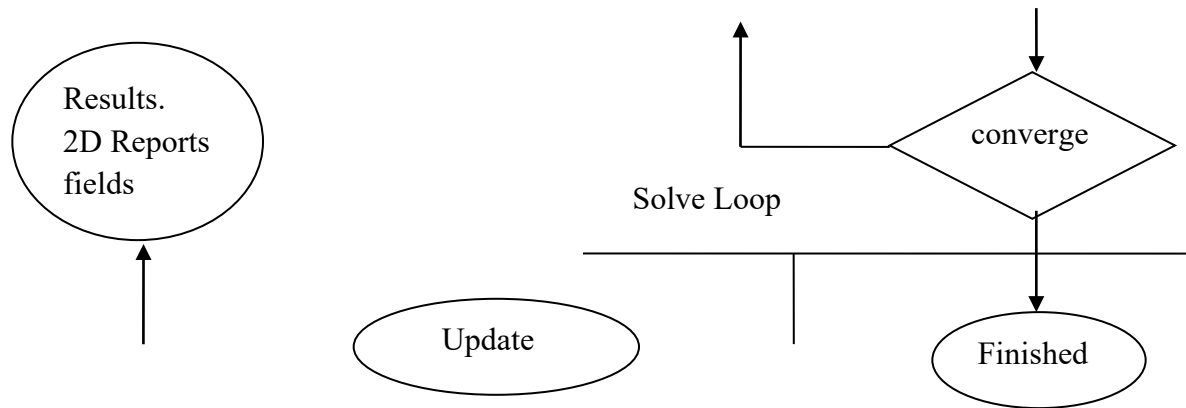 Results.
2D Reports
fields
converge
Solve Loop
Update
Finished